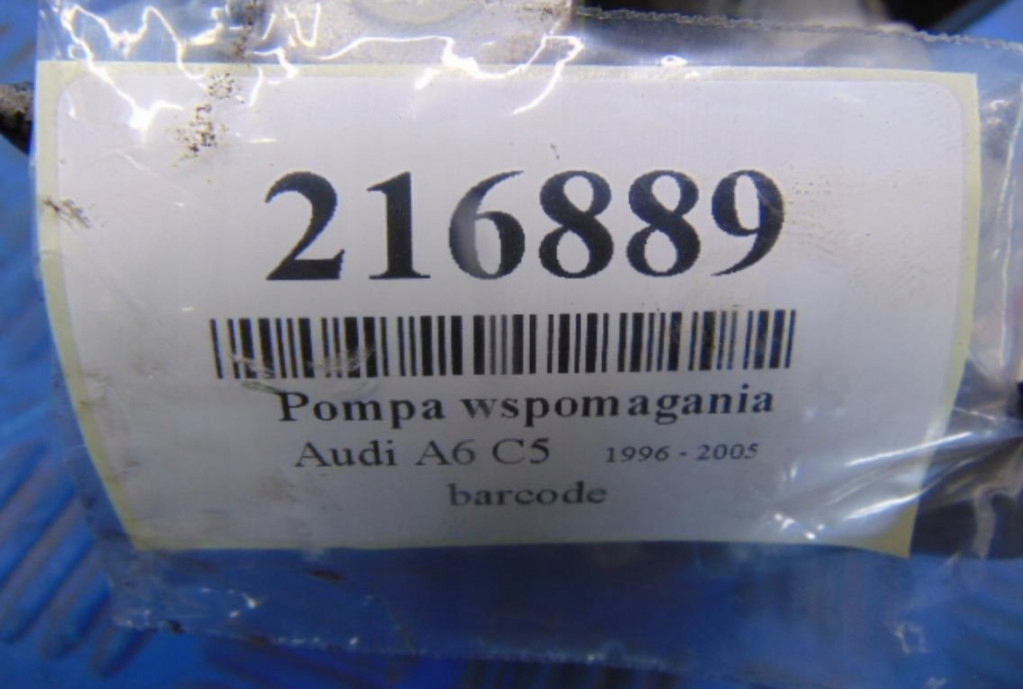 216889
Pompa wspomagania
Audi A6 C5 1996 - 2005
barcode